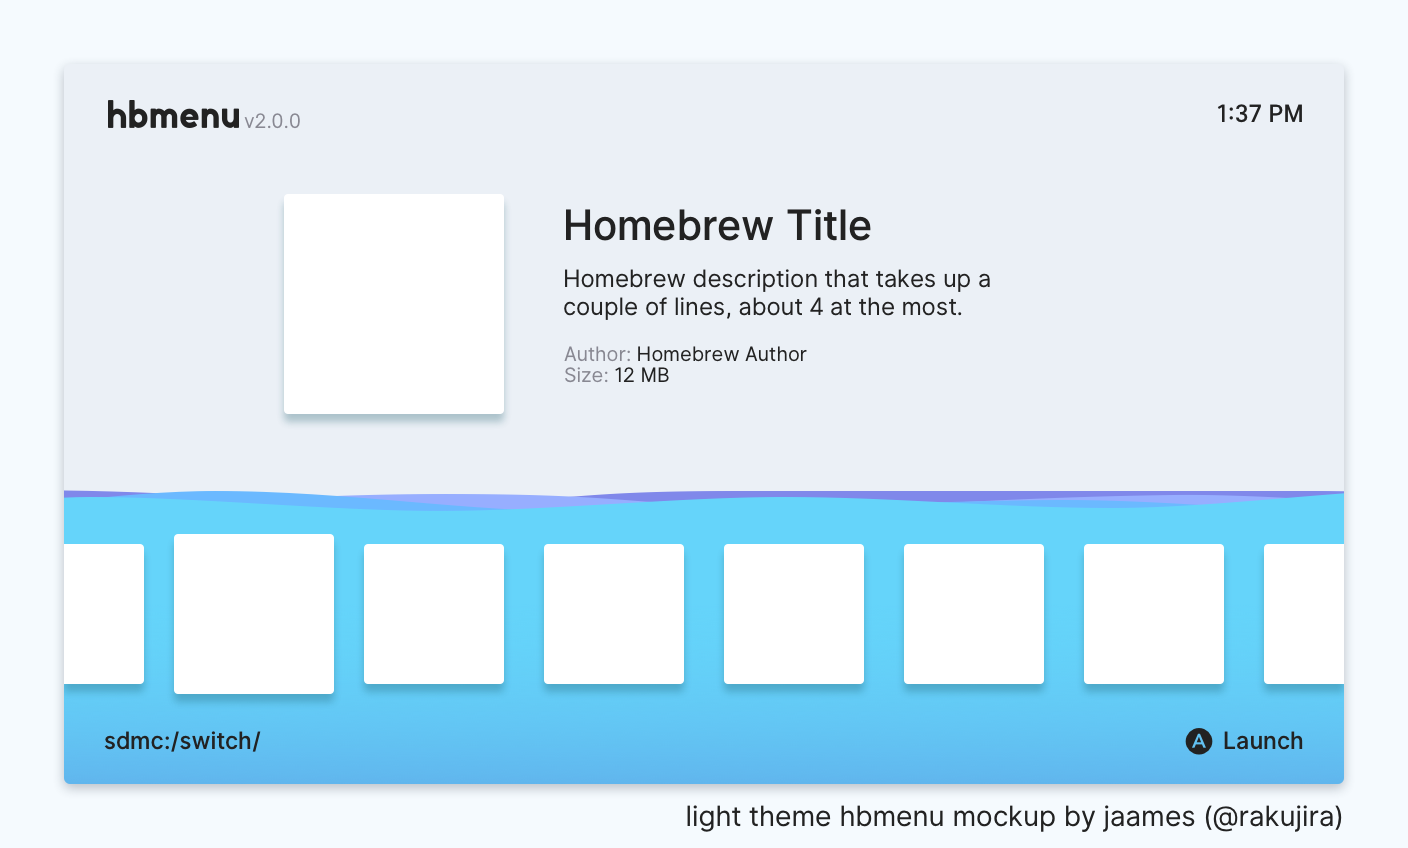 hbmenu v2.0.0
1:37 PM
Homebrew Title
Homebrew description that takes up a
couple of lines, about 4 at the most.
Author: Homebrew Author
Size: 12 MB
sdmc:/switch/
A Launch
light theme hbmenu mockup by jaames (@rakujira)